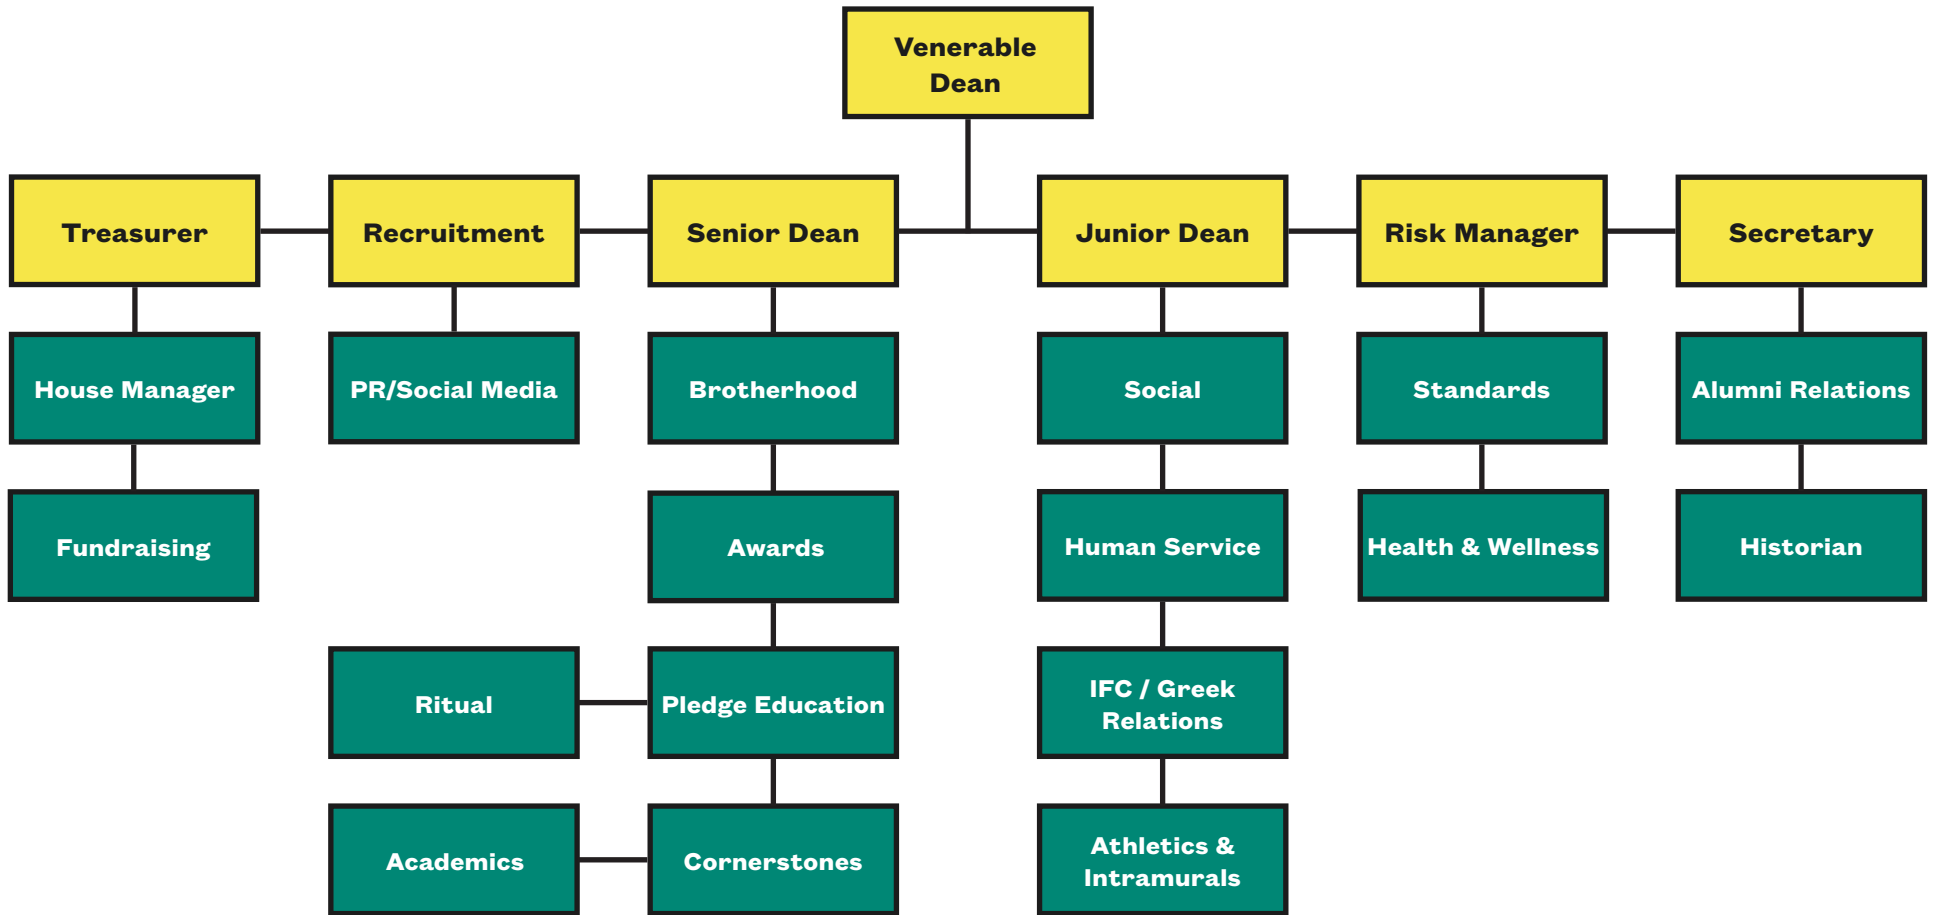 Venerable
Dean
Treasurer
Recruitment
Senior Dean
Junior Dean
Risk Manager
Secretary
House Manager
PR/Social Media
Brotherhood
Social
Standards
Alumni Relations
Fundraising
Awards
Human Service
Health & Wellness
Historian
Ritual
Pledge Education
IFC / Greek
Relations
Academics
Cornerstones
Athletics &
Intramurals